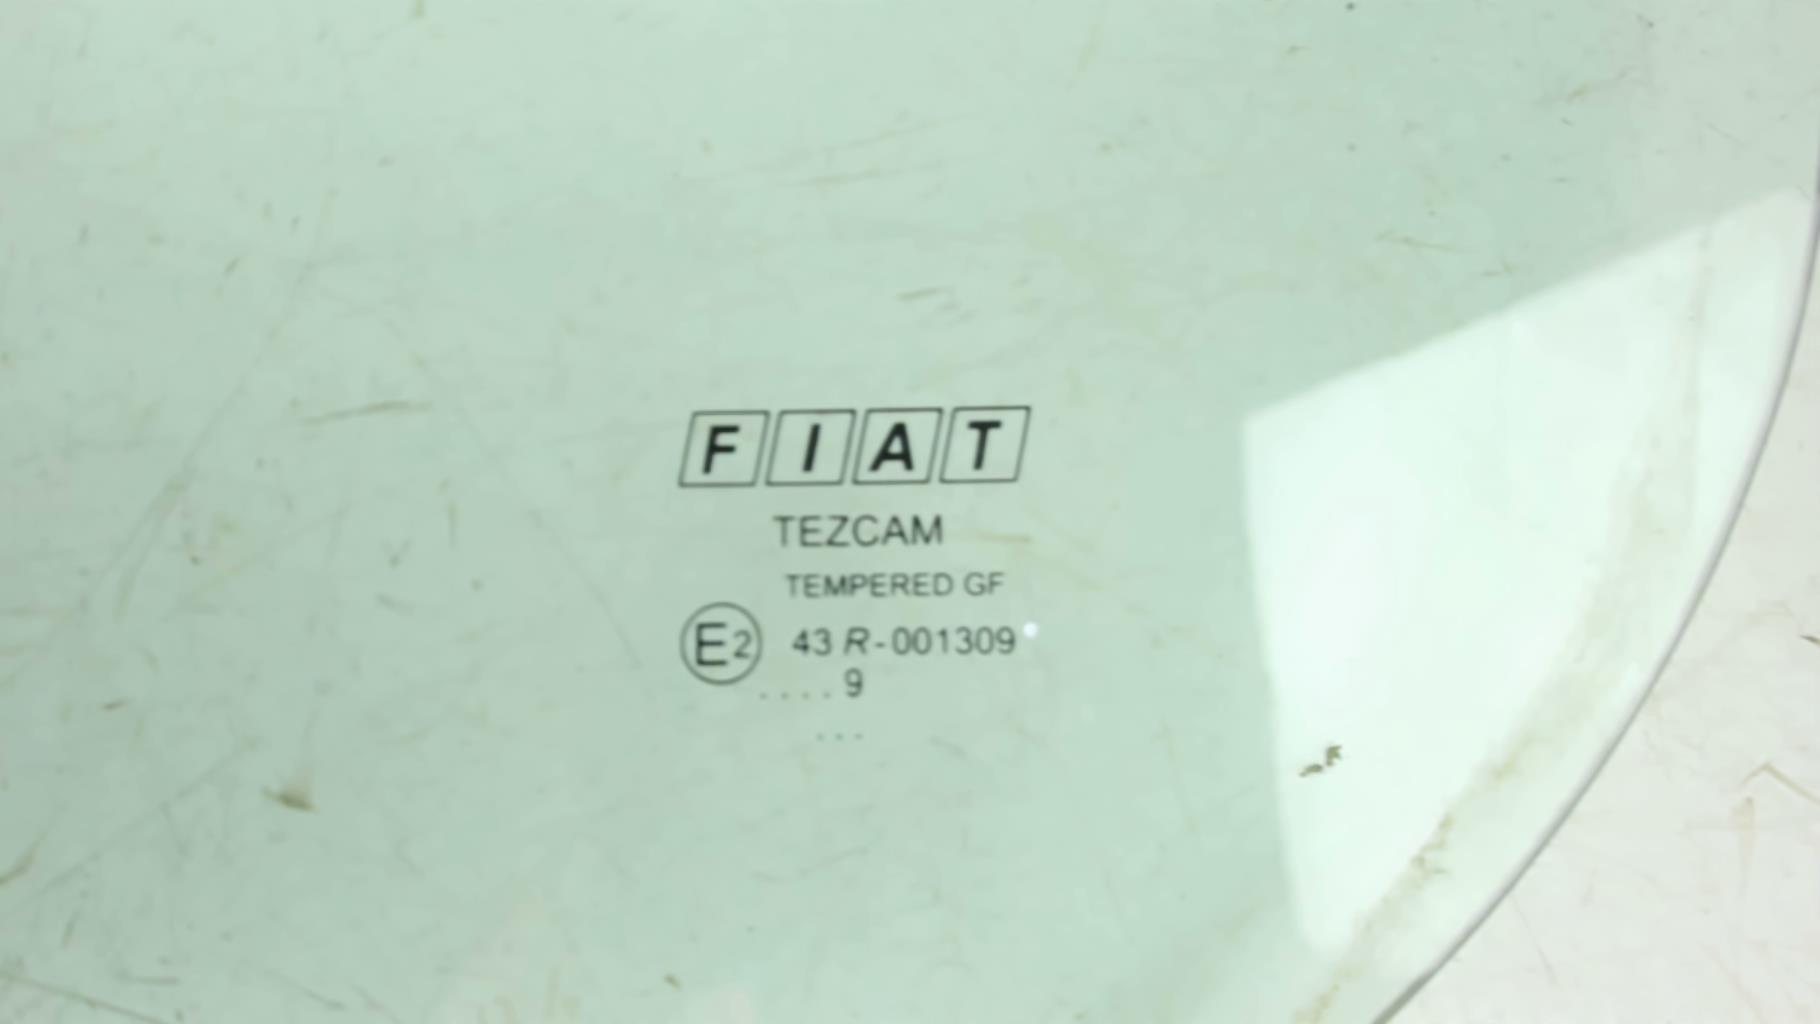 FIAT
TEZCAM
TEMPERED GF
E2 43 R-001309
....9
...